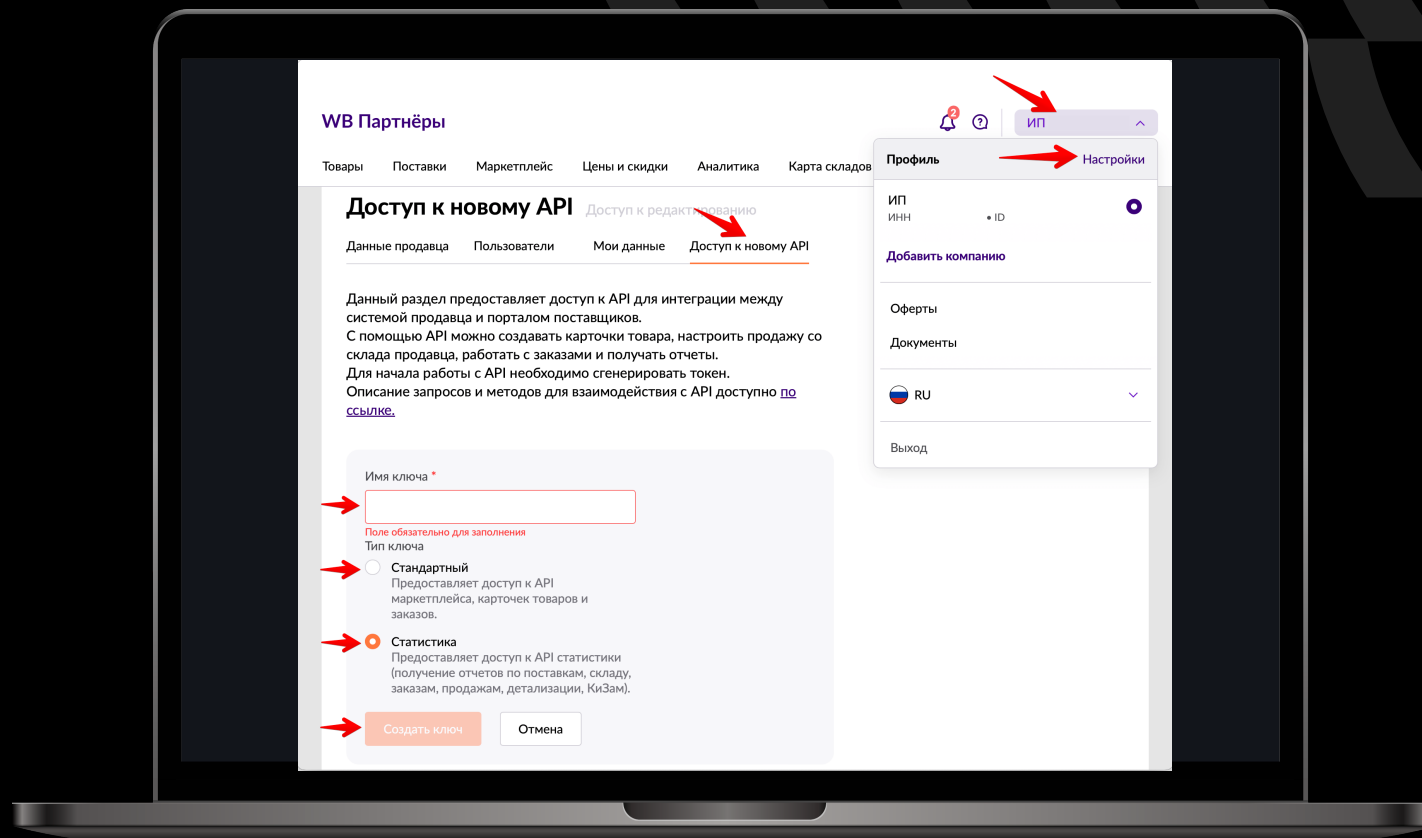 WB Партнёры
2
?
ИП
Товары
Поставки
Маркетплейс
Цены и скидки
Аналитика
Карта складов
Профиль
Настройки
ИП
ИНН
• ID
Добавить компанию
Оферты
Документы
RU
Выход
Доступ к новому API
Доступ к редактированию
Данные продавца
Пользователи
Мои данные
Доступ к новому API
Данный раздел предоставляет доступ к API для интеграции между
системой продавца и порталом поставщиков.
С помощью API можно создавать карточки товара, настроить продажу со
склада продавца, работать с заказами и получать отчеты.
Для начала работы с API необходимо сгенерировать токен.
Описание запросов и методов для взаимодействия с API доступно по
ссылке.
Имя ключа *
Поле обязательно для заполнения
Тип ключа
Стандартный
Предоставляет доступ к API
маркетплейса, карточек товаров и
заказов.
Статистика
Предоставляет доступ к API статистики
(получение отчетов по поставкам, складу,
заказам, продажам, детализации, КиЗам).
Создать ключ
Отмена